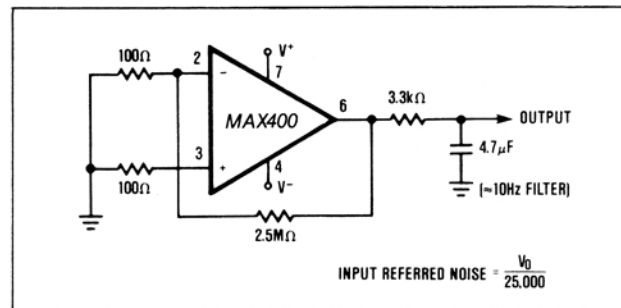 100Ω
2
−
V+
7
MAX400
6
3.3kΩ
OUTPUT
4.7µF
3
+
4
V−
100Ω
(≈10Hz FILTER)
2.5MΩ
INPUT REFERRED NOISE = V₀
25,000